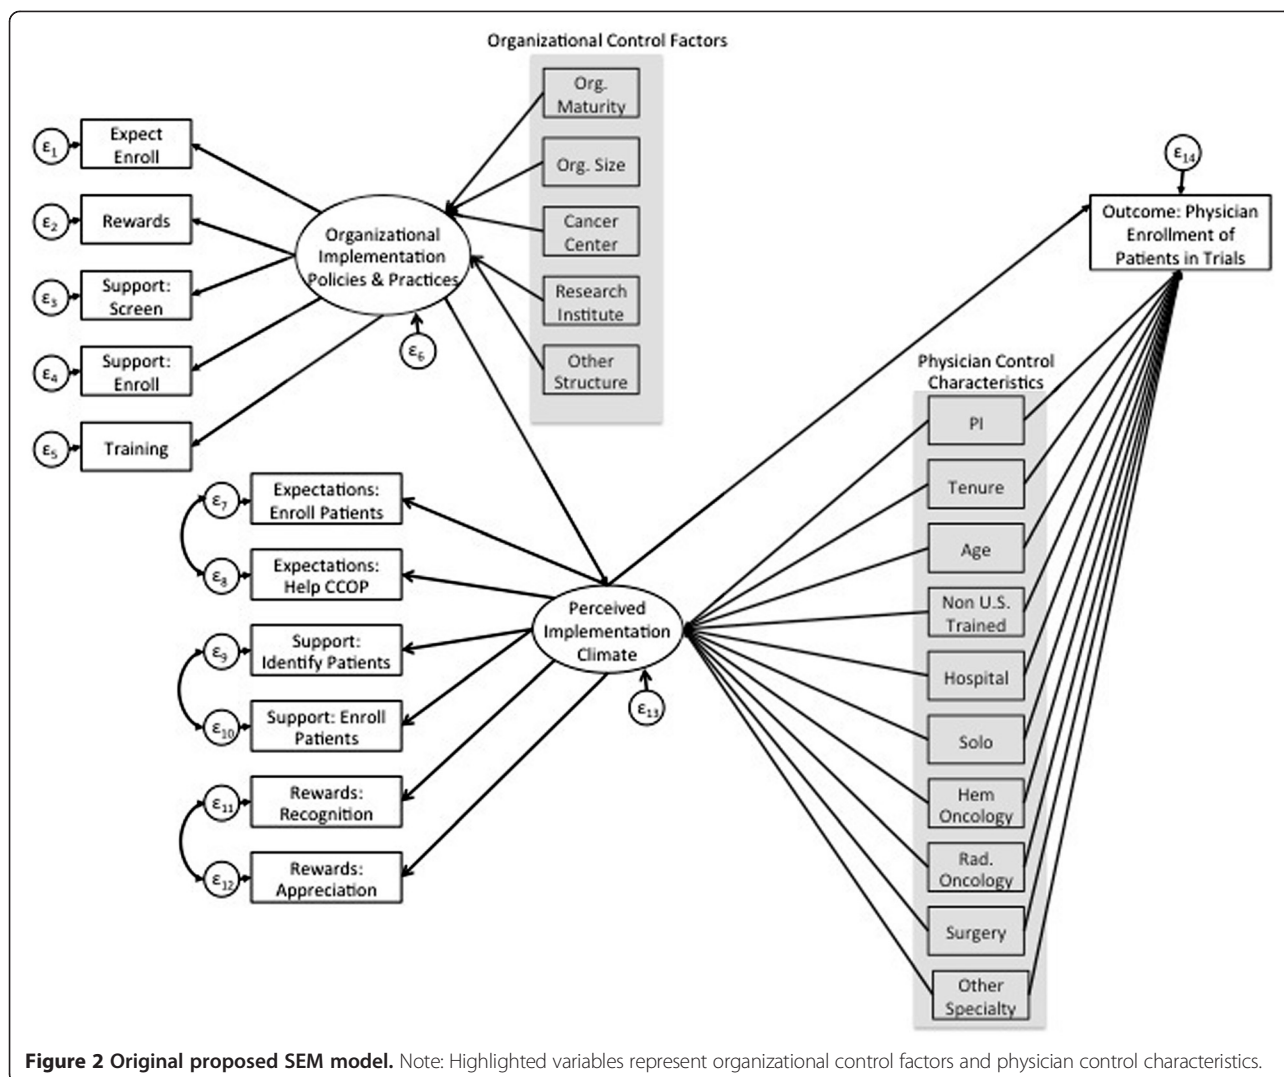 Organizational Control Factors
Org.
Maturity
Org. Size
Cancer
Center
Research
Institute
Other
Structure
ε1
Expect
Enroll
ε2
Rewards
ε3
Support:
Screen
ε4
Support:
Enroll
ε5
Training
Organizational
Implementation
Policies & Practices
ε6
ε14
Outcome: Physician
Enrollment of
Patients in Trials
Physician Control
Characteristics
PI
Tenure
Age
Non U.S.
Trained
Hospital
Solo
Hem
Oncology
Rad.
Oncology
Surgery
Other
Specialty
ε7
Expectations:
Enroll Patients
ε8
Expectations:
Help CCOP
ε9
Support:
Identify Patients
ε10
Support: Enroll
Patients
ε11
Rewards:
Recognition
ε12
Rewards:
Appreciation
Perceived
Implementation
Climate
ε13
Figure 2 Original proposed SEM model. Note: Highlighted variables represent organizational control factors and physician control characteristics.